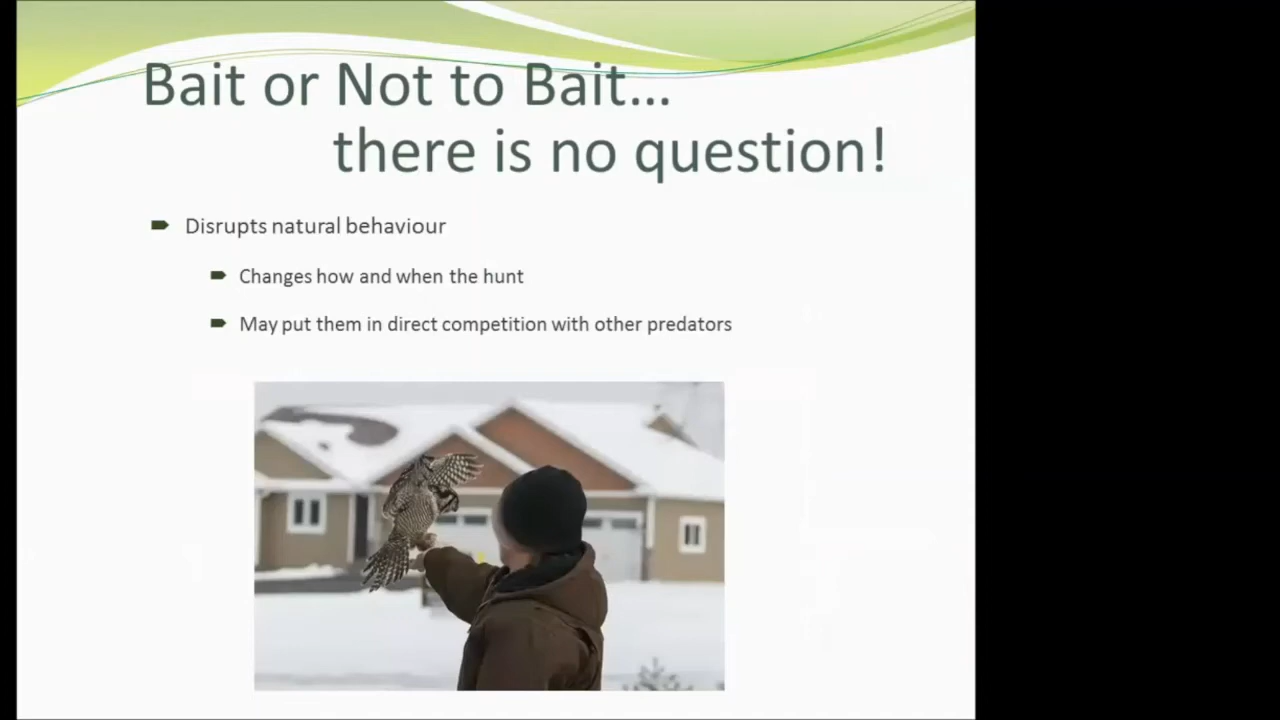 Bait or Not to Bait...
there is no question!
Disrupts natural behaviour
Changes how and when the hunt
May put them in direct competition with other predators